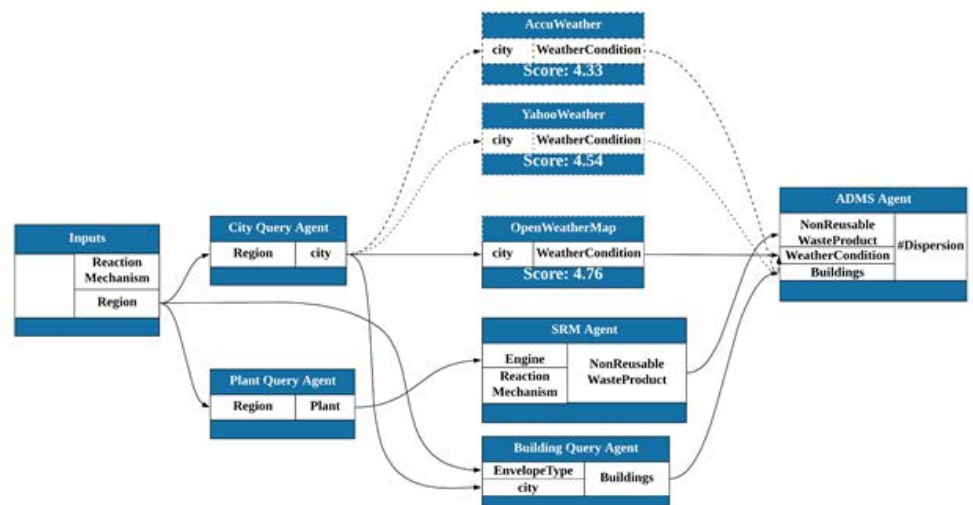 AccuWeather
city WeatherCondition
Score: 4.33
YahooWeather
city WeatherCondition
Score: 4.54
OpenWeatherMap
city WeatherCondition
Score: 4.76
Inputs
Reaction
Mechanism
Region
City Query Agent
Region city
Plant Query Agent
Region Plant
SRM Agent
Engine
Reaction
Mechanism
NonReusable
WasteProduct
Building Query Agent
EnvelopeType
city
Buildings
ADMS Agent
NonReusable
WasteProduct
WeatherCondition
Buildings
#Dispersion